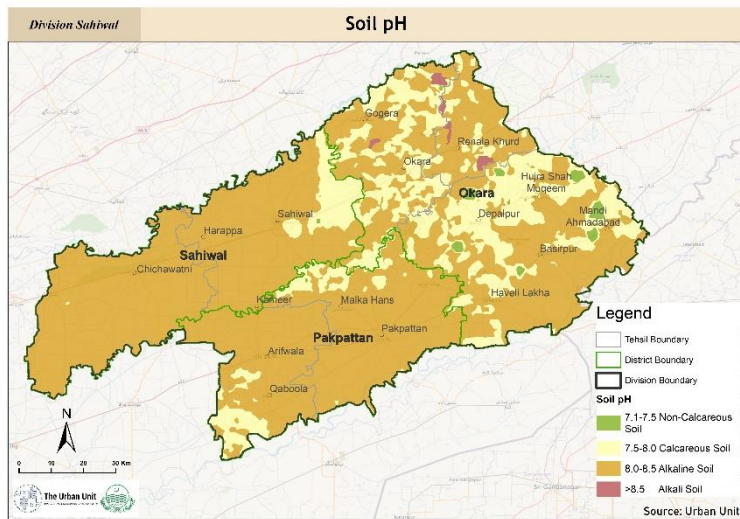 Division Sahiwal
Soil pH
Gogera
Renala Khurd
Okara
Okara
Hujra Shah
Muqeem
Depalpur
Mandi
Ahmadabad
Sahiwal
Harappa
Basirpur
Sahiwal
Chichawatni
Haveli Lakha
Kameer
Malka Hans
Pakpattan
Pakpattan
Arifwala
Qaboola
Legend
Tehsil Boundary
District Boundary
Division Boundary
Soil pH
7.1-7.5 Non-Calcareous
Soil
7.5-8.0 Calcareous Soil
8.0-8.5 Alkaline Soil
>8.5 Alkali Soil
N
0 5 10 20 30 Km
The Urban Unit
Source: Urban Unit